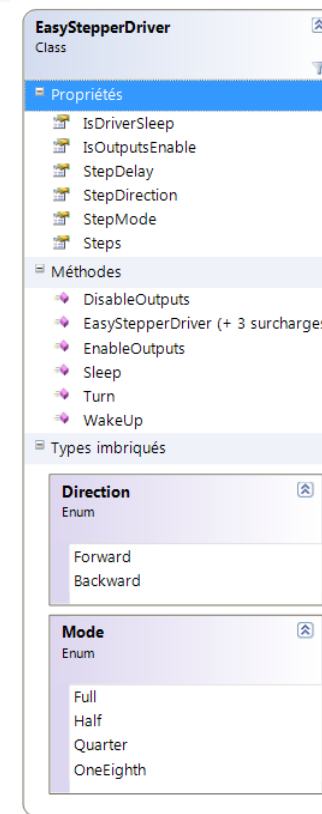 EasyStepperDriver
Class
Propriétés
IsDriverSleep
IsOutputsEnable
StepDelay
StepDirection
StepMode
Steps
Méthodes
DisableOutputs
EasyStepperDriver (+ 3 surcharges
EnableOutputs
Sleep
Turn
WakeUp
Types imbriqués
Direction
Enum
Forward
Backward
Mode
Enum
Full
Half
Quarter
OneEighth